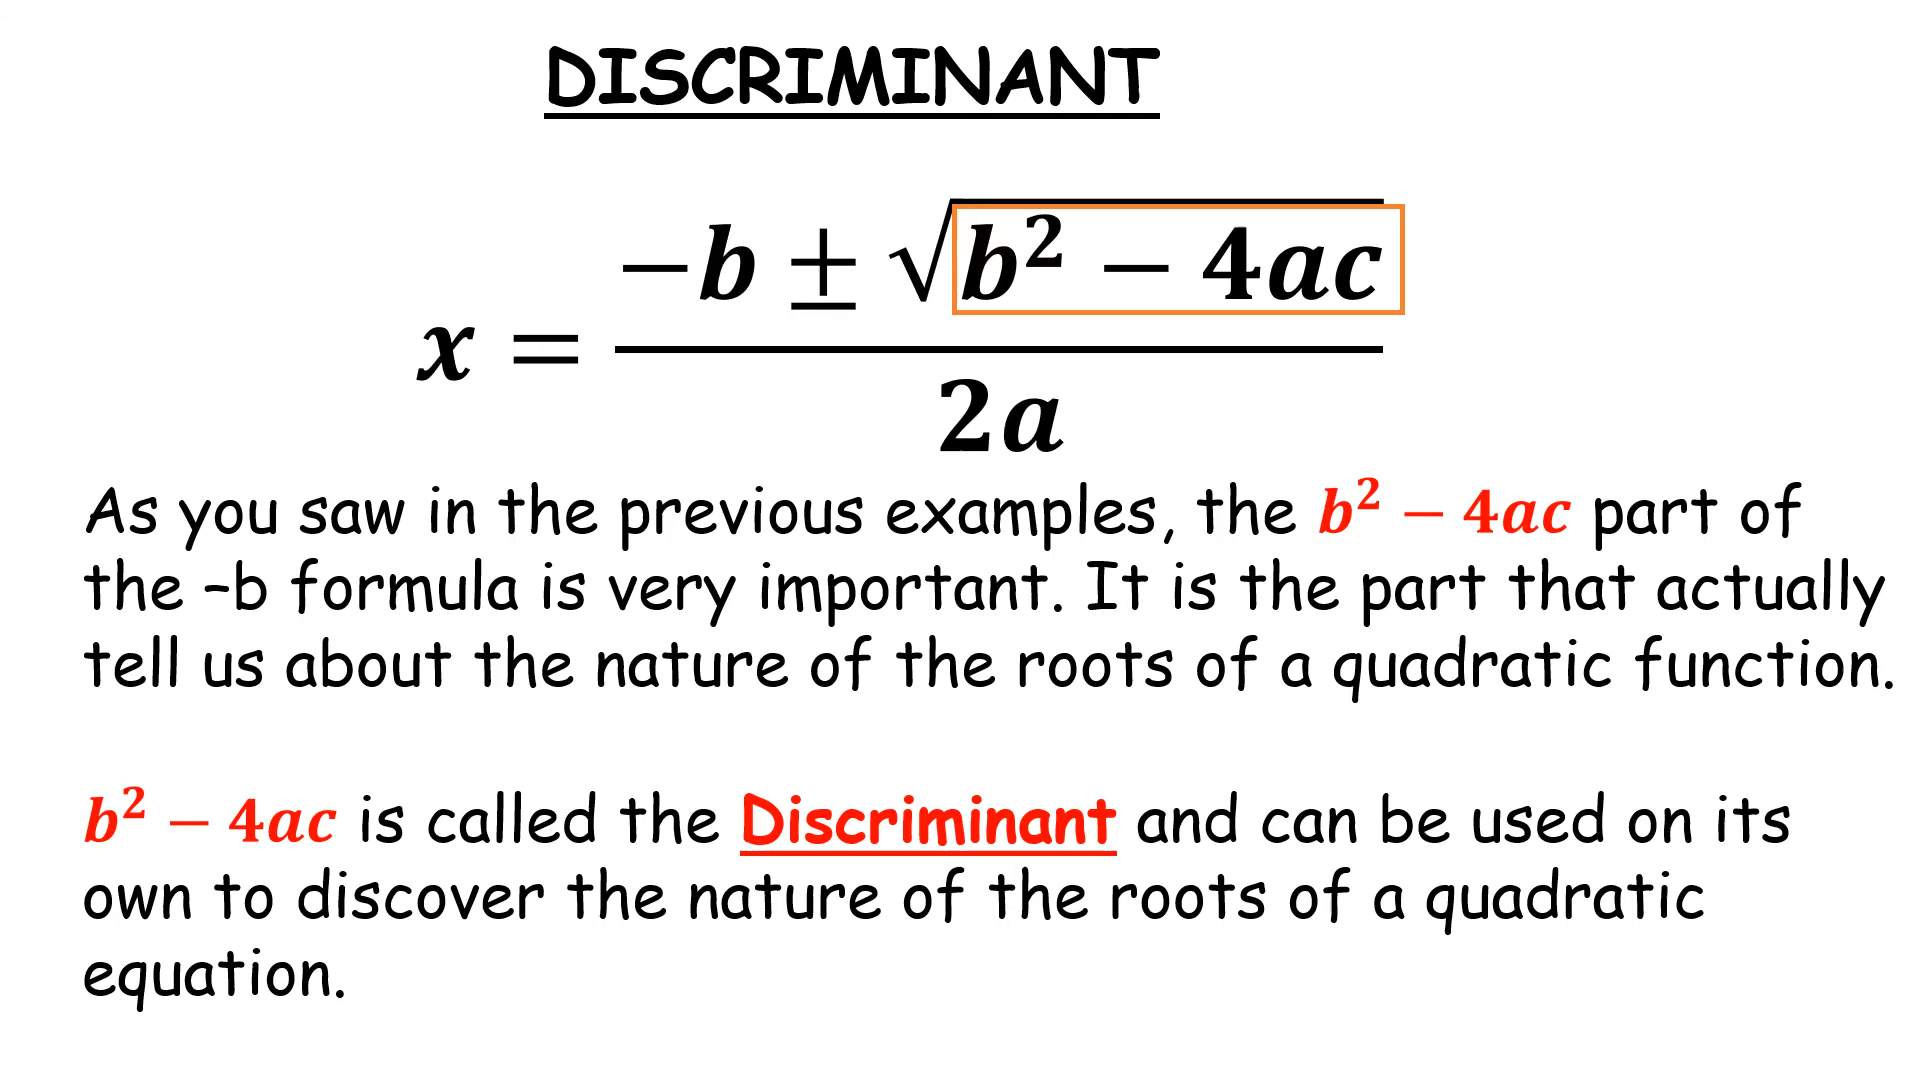 DISCRIMINANT
x = −b ± √b² − 4ac / 2a
As you saw in the previous examples, the b² − 4ac part of
the –b formula is very important. It is the part that actually
tell us about the nature of the roots of a quadratic function.
b² − 4ac is called the Discriminant and can be used on its
own to discover the nature of the roots of a quadratic
equation.